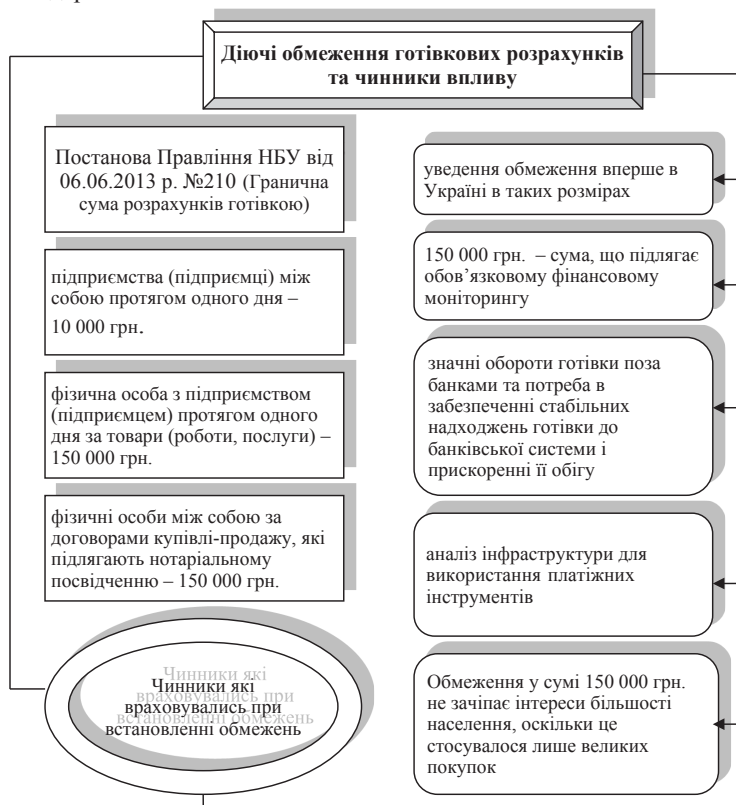 Діючі обмеження готівкових розрахунків
та чинники впливу
Постанова Правління НБУ від
06.06.2013 р. №210 (Гранична
сума розрахунків готівкою)
підприємства (підприємці) між
собою протягом одного дня –
10 000 грн.
фізична особа з підприємством
(підприємцем) протягом одного
дня за товари (роботи, послуги) –
150 000 грн.
фізичні особи між собою за
договорами купівлі-продажу, які
підлягають нотаріальному
посвідченню – 150 000 грн.
Чинники які
враховувались при
встановленні обмежень
уведення обмеження вперше в
Україні в таких розмірах
150 000 грн. – сума, що підлягає
обов’язковому фінансовому
моніторингу
значні обороти готівки поза
банками та потреба в
забезпеченні стабільних
надходжень готівки до
банківської системи і
прискоренні її обігу
аналіз інфраструктури для
використання платіжних
інструментів
Обмеження у сумі 150 000 грн.
не зачіпає інтереси більшості
населення, оскільки це
стосувалося лише великих
покупок